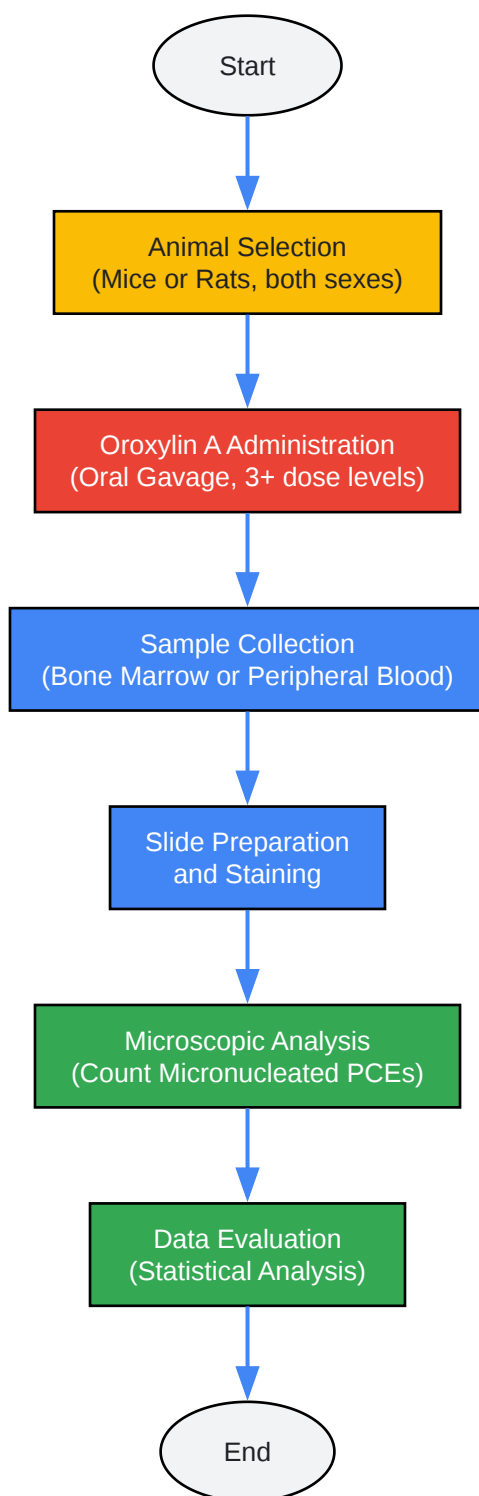 Start
Animal Selection
(Mice or Rats, both sexes)
Oroxylin A Administration
(Oral Gavage, 3+ dose levels)
Sample Collection
(Bone Marrow or Peripheral Blood)
Slide Preparation
and Staining
Microscopic Analysis
(Count Micronucleated PCEs)
Data Evaluation
(Statistical Analysis)
End